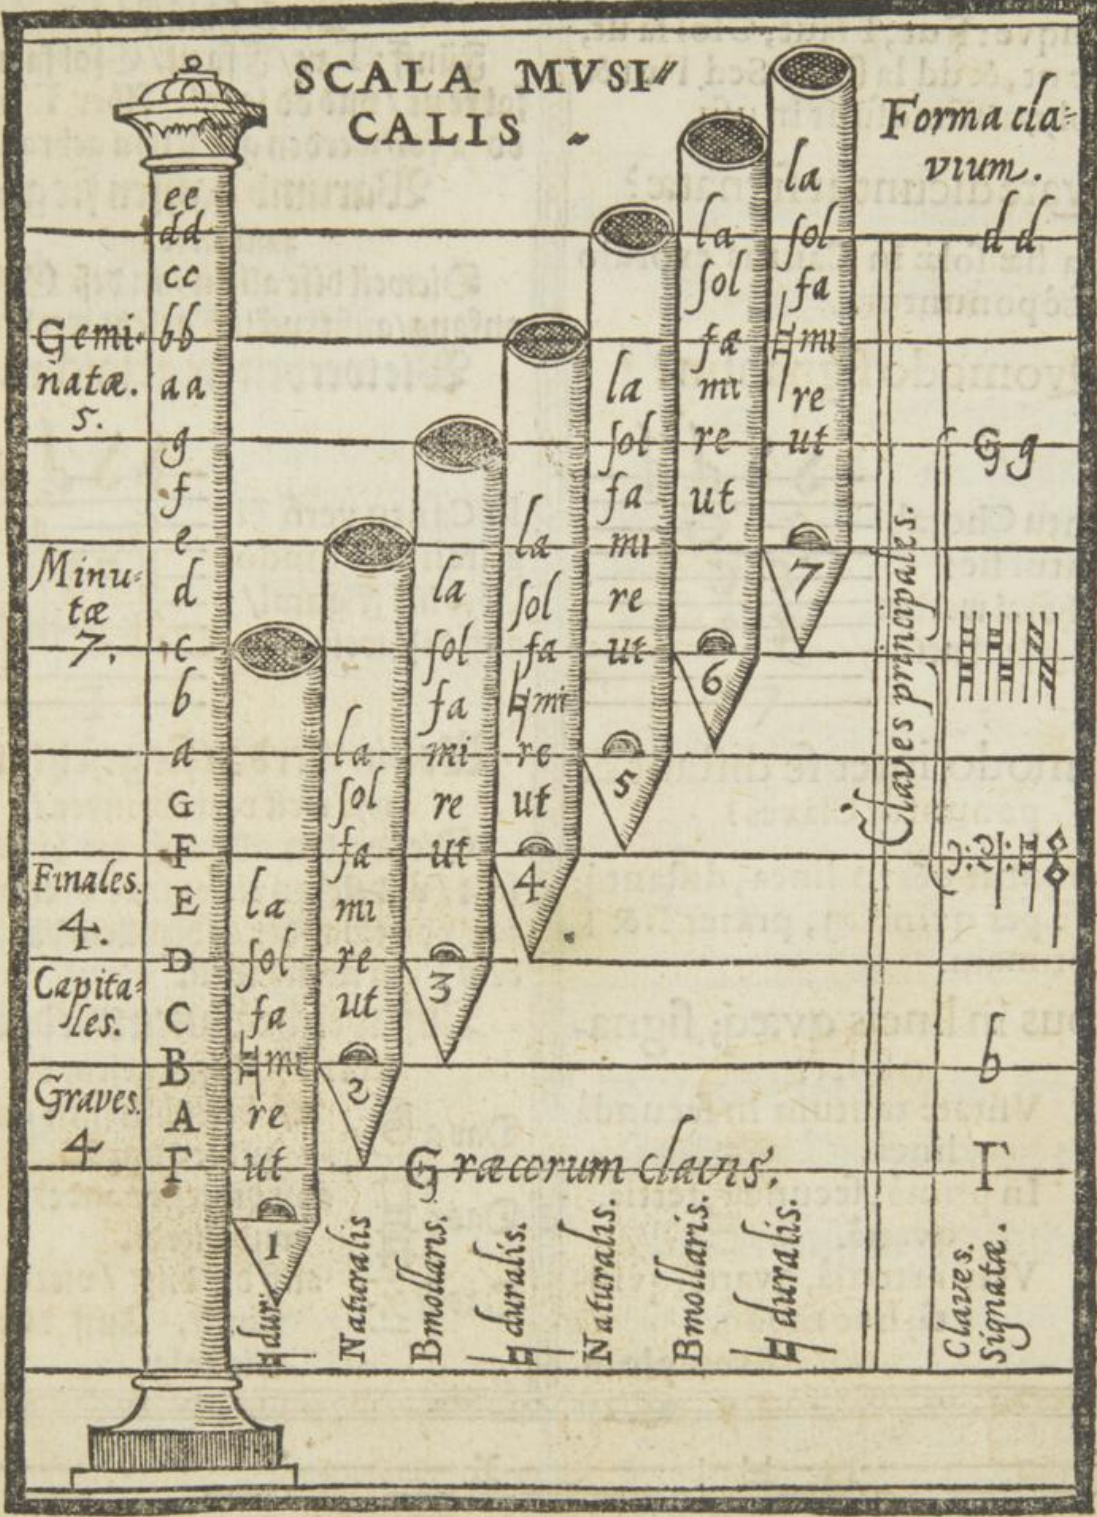 SCALA MVSI〃
CALIS
Forma cla⸗
vium.
ee
dd
cc
bb
aa
g
f
e
d
c
b
a
G
F
E
D
C
B
A
Γ
Gemi⸗
natæ.
5.
Minu⸗
tæ
7.
Finales.
4.
Capita⸗
les.
Graves.
4
la
sol
fa
♮mi
re
ut
1
la
sol
fa
mi
re
ut
2
la
sol
fa
mi
re
ut
3
la
sol
fa
♮mi
re
ut
4
la
sol
fa
mi
re
ut
5
la
sol
fa
mi
re
ut
6
la
sol
fa
♮mi
re
ut
7
dd
Gg
b
Γ
Claves principales.
Græcorum clavis.
♮dur
Naturalis
Bmollaris.
♮duralis.
Naturalis.
Bmollaris.
♮duralis.
Claves
Signatæ.